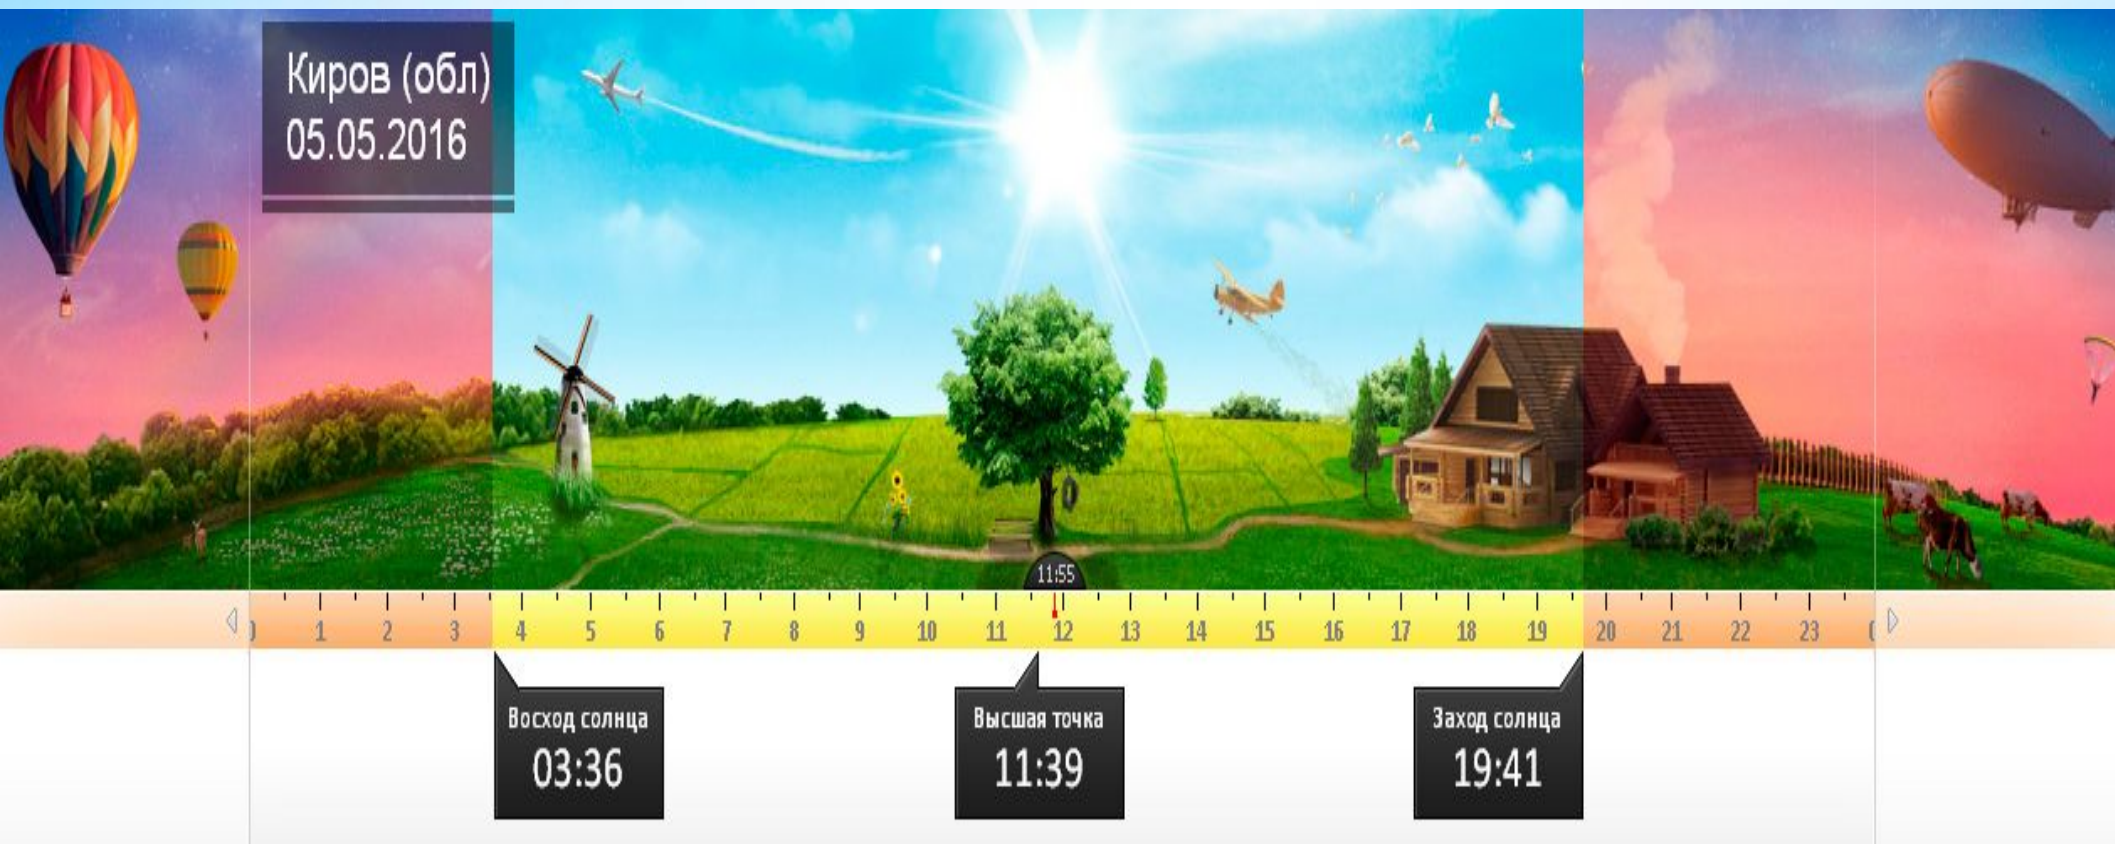 Киров (обл)
05.05.2016
11:55
1 2 3 4 5 6 7 8 9 10 11 12 13 14 15 16 17 18 19 20 21 22 23
Восход солнца
03:36
Высшая точка
11:39
Заход солнца
19:41